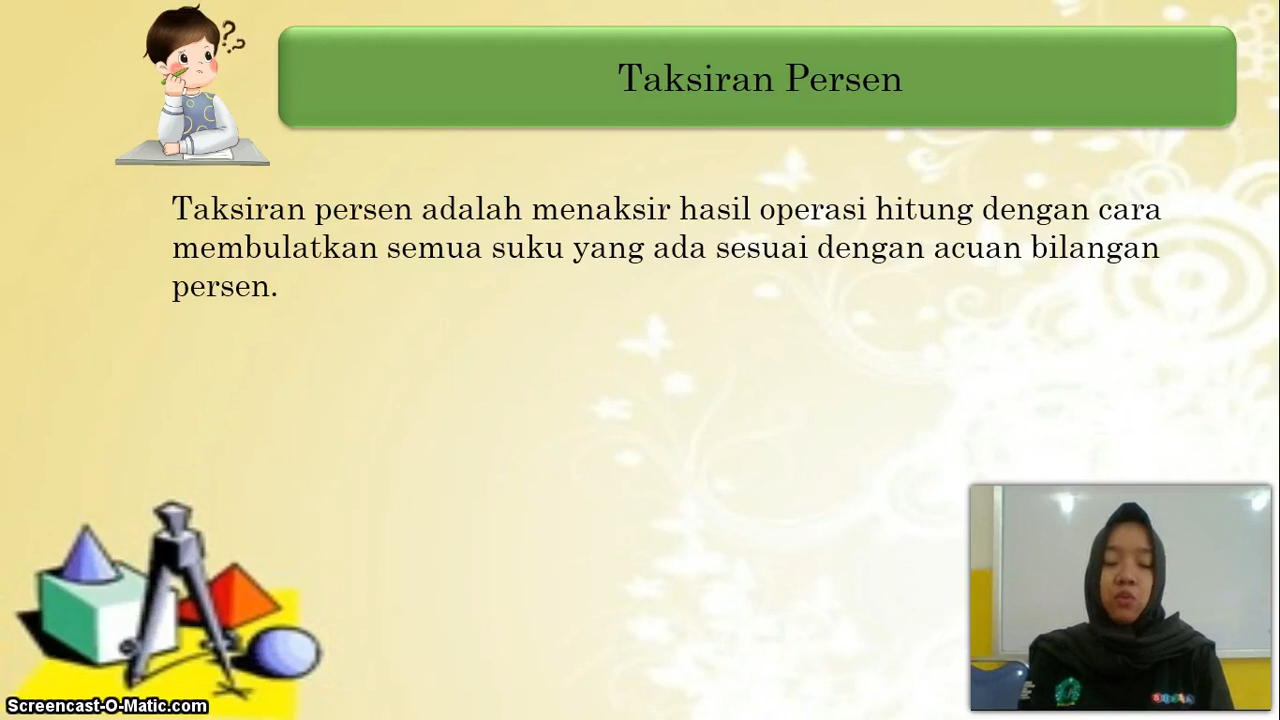 Taksiran Persen
Taksiran persen adalah menaksir hasil operasi hitung dengan cara
membulatkan semua suku yang ada sesuai dengan acuan bilangan
persen.
Screencast-O-Matic.com